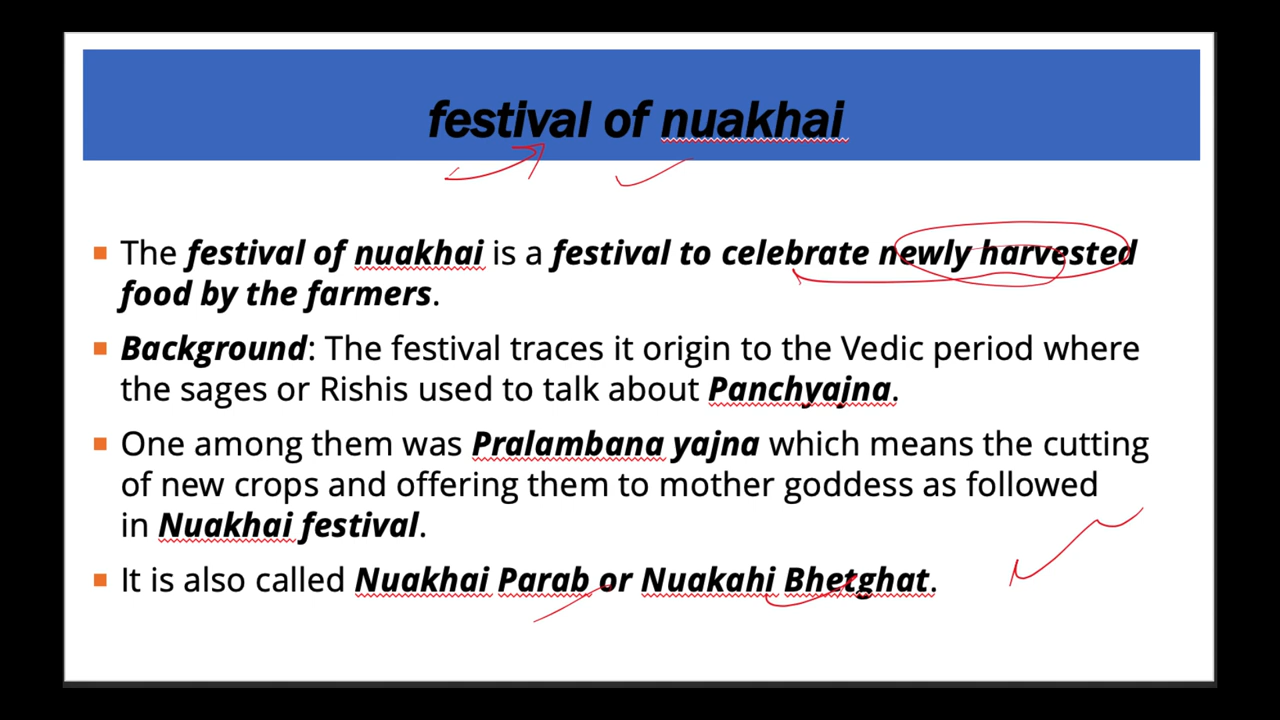 festival of nuakhai
The festival of nuakhai is a festival to celebrate newly harvested
food by the farmers.
Background: The festival traces it origin to the Vedic period where
the sages or Rishis used to talk about Panchyajna.
One among them was Pralambana yajna which means the cutting
of new crops and offering them to mother goddess as followed
in Nuakhai festival.
It is also called Nuakhai Parab or Nuakahi Bhetghat.